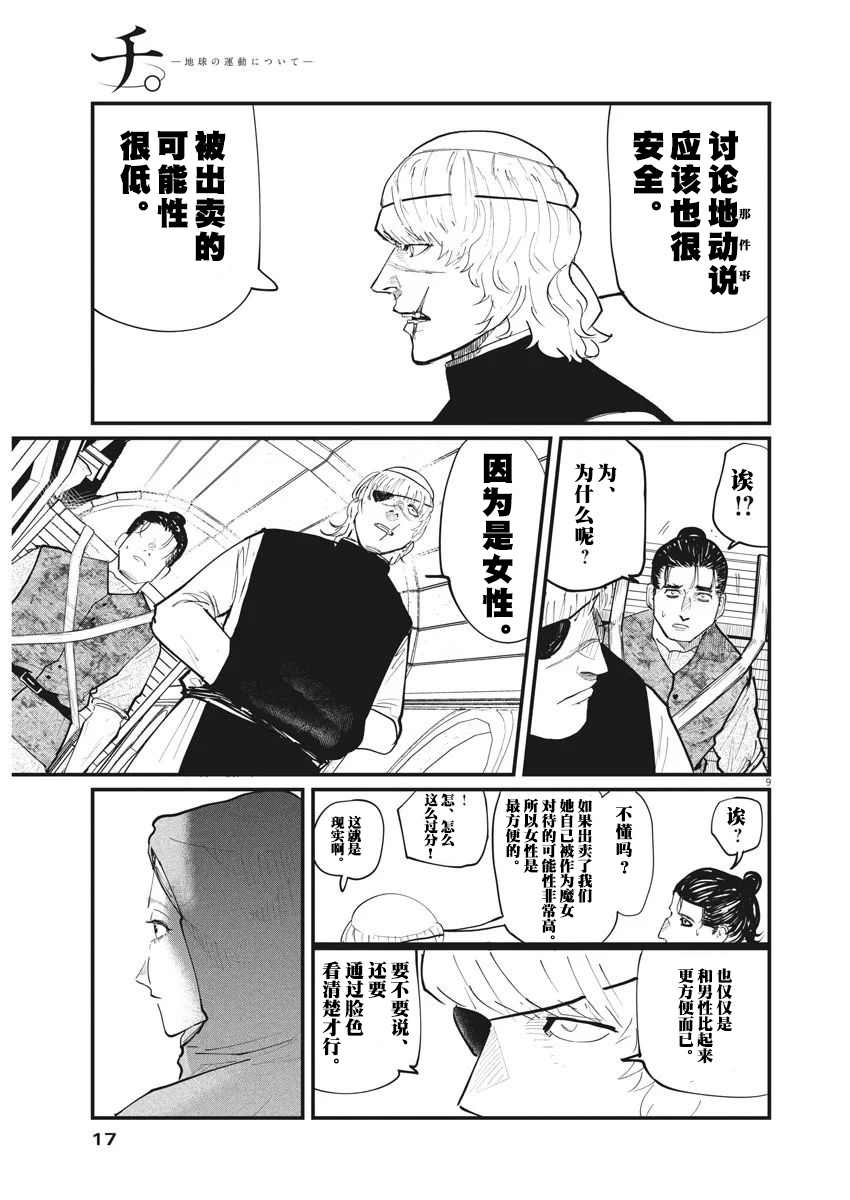 チ。
—地球の運動について—
讨论地动说
那件事
应该也很
安全。
被出卖的
可能性
很低。
诶!?
为、
为什么呢?
因为是女性。
9
诶?
不懂吗?
如果出卖了我们
她自己被作为魔女
对待的可能性非常高。
所以女性是
最方便的。
!
怎、怎么
这么过分!
这就是
现实啊。
也仅仅是
和男性比起来
更方便而已。
要不要说、
还要
通过脸色
看清楚才行。
17